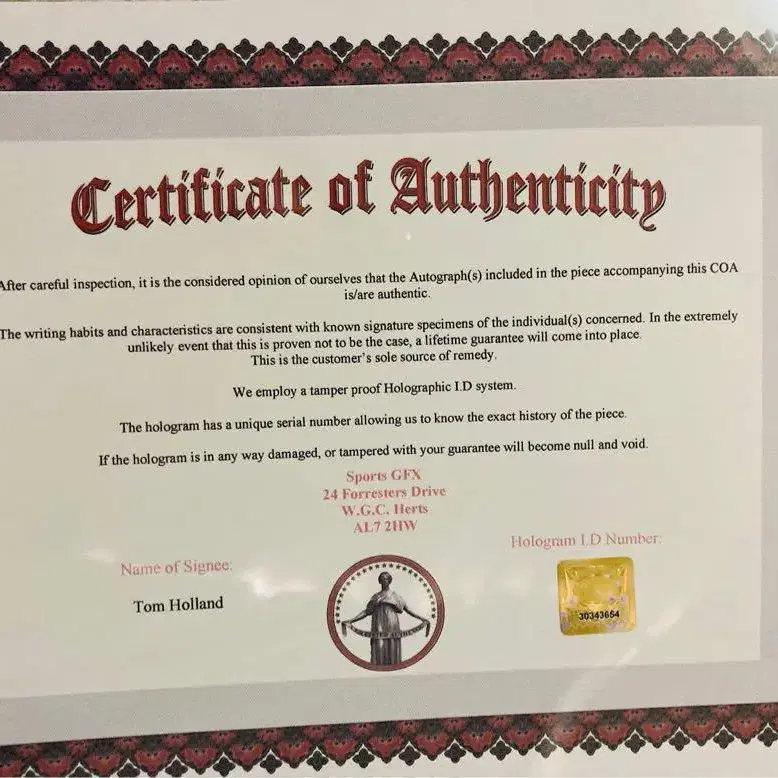 Certificate of Authenticity
After careful inspection, it is the considered opinion of ourselves that the Autograph(s) included in the piece accompanying this COA
is/are authentic.
The writing habits and characteristics are consistent with known signature specimens of the individual(s) concerned. In the extremely
unlikely event that this is proven not to be the case, a lifetime guarantee will come into place.
This is the customer's sole source of remedy.
We employ a tamper proof Holographic I.D system.
The hologram has a unique serial number allowing us to know the exact history of the piece.
If the hologram is in any way damaged, or tampered with your guarantee will become null and void.
Sports GFX
24 Forresters Drive
W.G.C. Herts
AL7 2HW
Name of Signee:
Tom Holland
Hologram I.D Number:
30343654